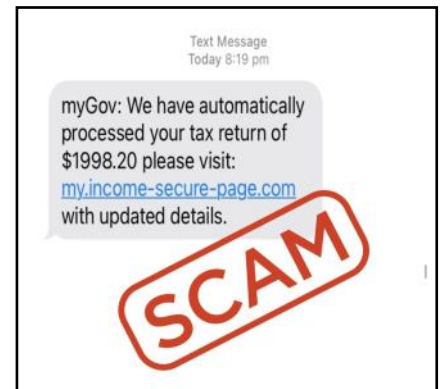 Text Message
Today 8:19 pm
myGov: We have automatically
processed your tax return of
$1998.20 please visit:
my.income-secure-page.com
with updated details.
SCAM